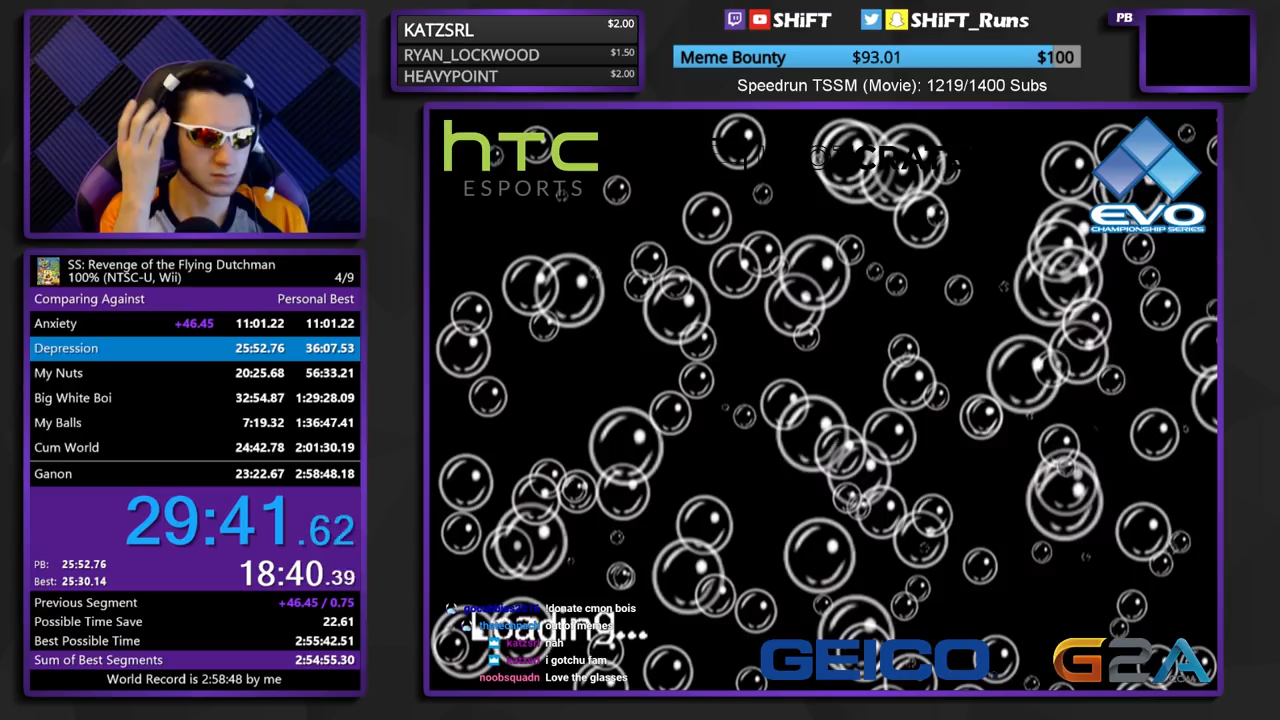 KATZSRL $2.00
RYAN_LOCKWOOD $1.50
HEAVYPOINT $2.00
SHiFT SHiFT_Runs
Meme Bounty $93.01 $100
Speedrun TSSM (Movie): 1219/1400 Subs
PB
hTC
ESPORTS
CRATE
EVO
CHAMPIONSHIP SERIES
SS: Revenge of the Flying Dutchman
100% (NTSC-U, Wii) 4/9
Comparing Against Personal Best
Anxiety +46.45 11:01.22 11:01.22
Depression 25:52.76 36:07.53
My Nuts 20:25.68 56:33.21
Big White Boi 32:54.87 1:29:28.09
My Balls 7:19.32 1:36:47.41
Cum World 24:42.78 2:01:30.19
Ganon 23:22.67 2:58:48.18
29:41.62
PB: 25:52.76
Best: 25:30.14
18:40.39
Previous Segment +46.45 / 0.75
Possible Time Save 22.61
Best Possible Time 2:55:42.51
Sum of Best Segments 2:54:55.30
World Record is 2:58:48 by me
!donate cmon bois
Loading...
out of memes
katzsrl nah
katzsrl i gotchu fam
noobsquadn Love the glasses
GEICO
G2A
.COM